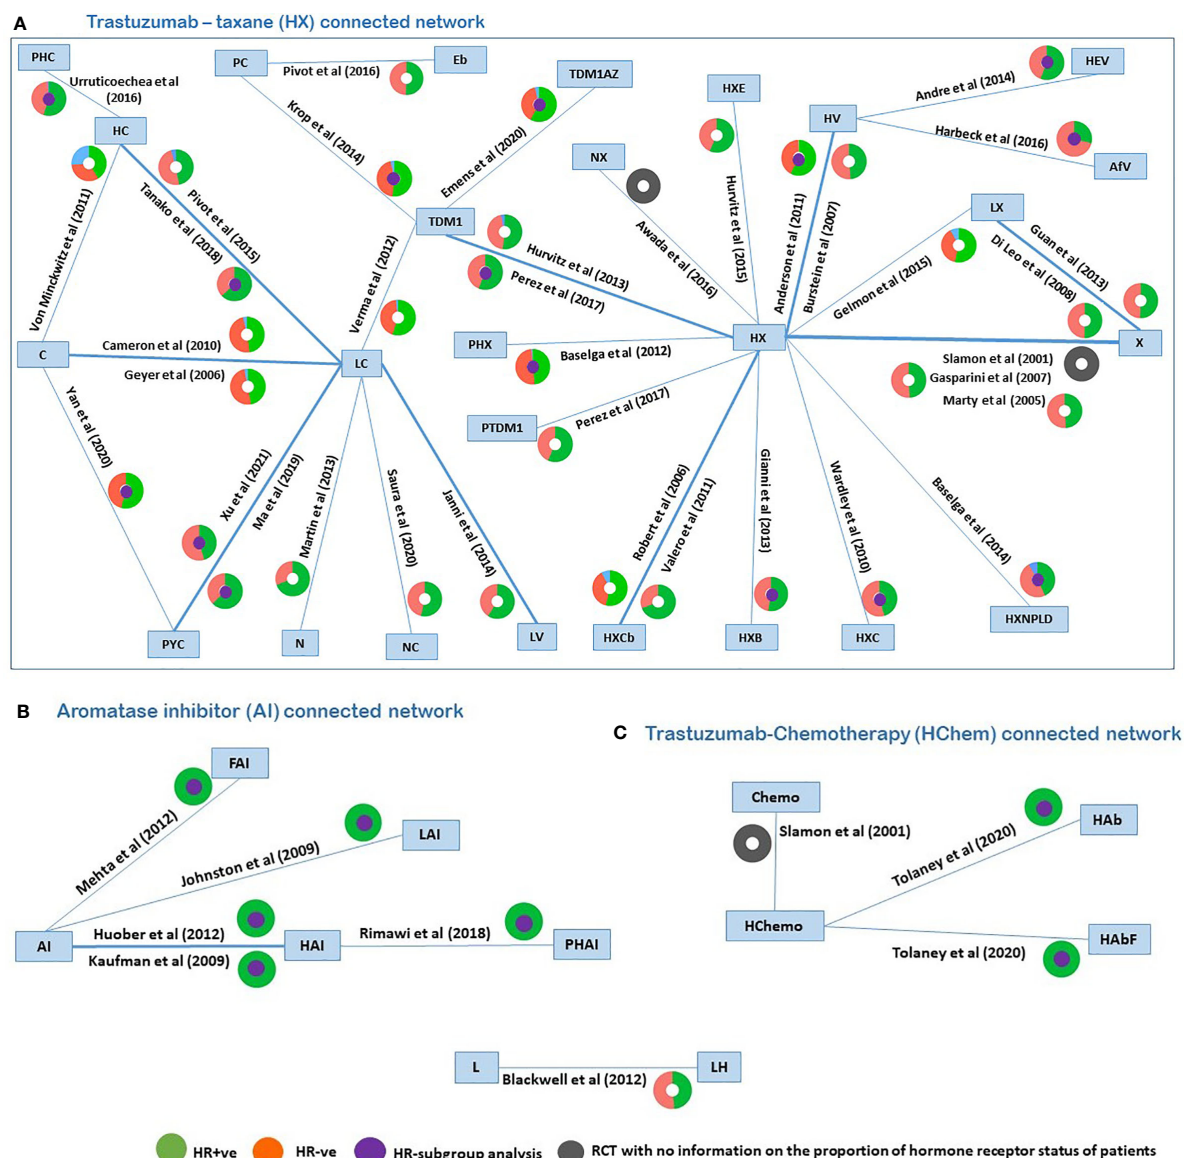 A
Trastuzumab – taxane (HX) connected network
PHC
Urruticoechea et al
(2016)
HC
PC
Pivot et al (2016)
Eb
TDM1AZ
Krop et al (2014)
Emens et al (2020)
TDM1
HXE
NX
HV
Andre et al (2014)
HEV
Harbeck et al (2016)
AfV
LX
Von Minckwitz et al (2011)
Tanako et al (2018)
Pivot et al (2015)
Verma et al (2012)
Hurvitz et al (2013)
Perez et al (2017)
Awada et al (2016)
Hurvitz et al (2015)
Anderson et al (2011)
Burstein et al (2007)
Gelmon et al (2015)
Guan et al (2013)
Di Leo et al (2008)
C
Cameron et al (2010)
Geyer et al (2006)
LC
PHX
Baselga et al (2012)
HX
X
Slamon et al (2001)
Gasparini et al (2007)
Marty et al (2005)
PTDM1
Perez et al (2017)
Yan et al (2020)
Xu et al (2021)
Ma et al (2019)
Martin et al (2013)
Saura et al (2020)
Janni et al (2014)
Robert et al (2006)
Valero et al (2011)
Gianni et al (2013)
Wardley et al (2010)
Baselga et al (2014)
PYC
N
NC
LV
HXCb
HXB
HXC
HXNPLD
B
Aromatase inhibitor (AI) connected network
FAI
Mehta et al (2012)
LAI
Johnston et al (2009)
AI
Huober et al (2012)
Kaufman et al (2009)
HAI
Rimawi et al (2018)
PHAI
C
Trastuzumab-Chemotherapy (HChem) connected network
Chemo
Slamon et al (2001)
Tolaney et al (2020)
HAb
HChemo
Tolaney et al (2020)
HAbF
L
Blackwell et al (2012)
LH
HR+ve
HR-ve
HR-subgroup analysis
RCT with no information on the proportion of hormone receptor status of patients